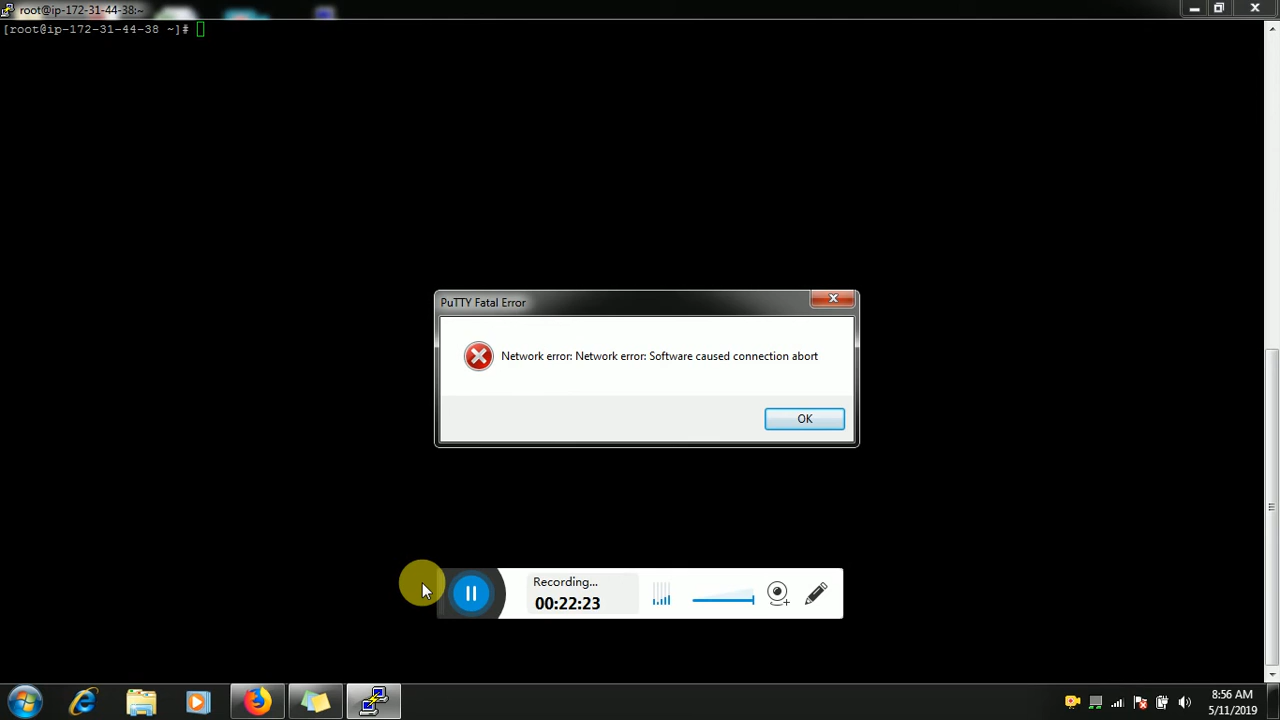 root@ip-172-31-44-38:~
[root@ip-172-31-44-38 ~]#
PuTTY Fatal Error
Network error: Network error: Software caused connection abort
OK
Recording...
00:22:23
8:56 AM
5/11/2019